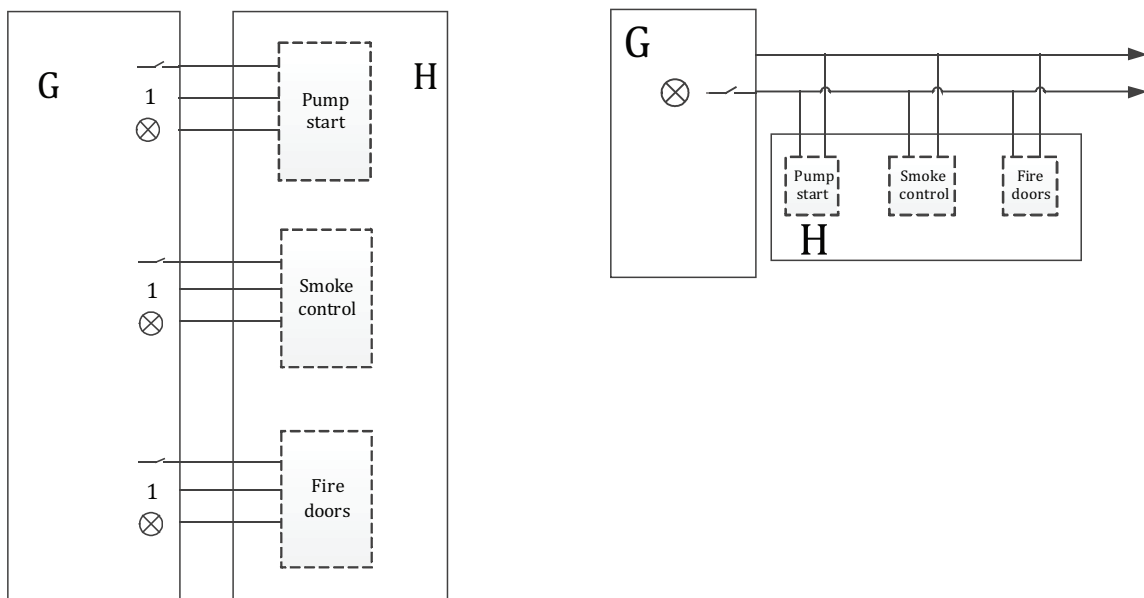 G
H
1
Pump
start
1
Smoke
control
1
Fire
doors
G
Pump
start
Smoke
control
Fire
doors
H